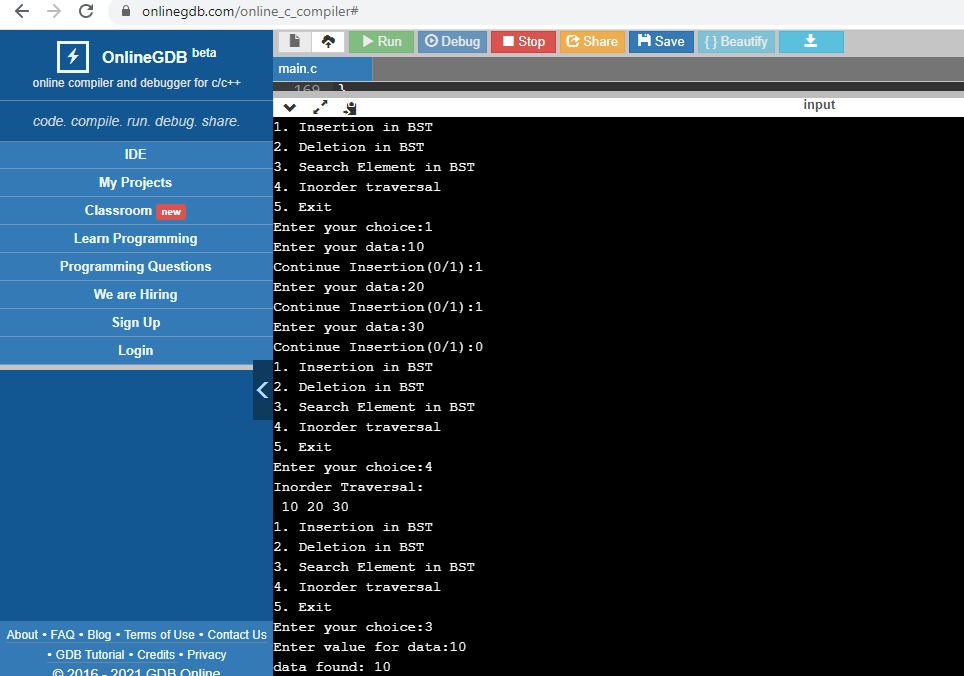 onlinegdb.com/online_c_compiler#
OnlineGDB beta
online compiler and debugger for c/c++
code. compile. run. debug. share.
IDE
My Projects
Classroom new
Learn Programming
Programming Questions
We are Hiring
Sign Up
Login
About • FAQ • Blog • Terms of Use • Contact Us
• GDB Tutorial • Credits • Privacy
© 2016 - 2021 GDB Online
Run Debug Stop Share Save { } Beautify
main.c
169 }
input
1. Insertion in BST
2. Deletion in BST
3. Search Element in BST
4. Inorder traversal
5. Exit
Enter your choice:1
Enter your data:10
Continue Insertion(0/1):1
Enter your data:20
Continue Insertion(0/1):1
Enter your data:30
Continue Insertion(0/1):0
1. Insertion in BST
2. Deletion in BST
3. Search Element in BST
4. Inorder traversal
5. Exit
Enter your choice:4
Inorder Traversal:
10 20 30
1. Insertion in BST
2. Deletion in BST
3. Search Element in BST
4. Inorder traversal
5. Exit
Enter your choice:3
Enter value for data:10
data found: 10